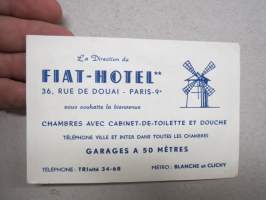 La Direction du
FIAT-HOTEL**
36, RUE DE DOUAI - PARIS-9e
vous souhaite la bienvenue
CHAMBRES AVEC CABINET-DE-TOILETTE ET DOUCHE
TÉLÉPHONE VILLE ET INTER DANS TOUTES LES CHAMBRES
GARAGES A 50 MÈTRES
TÉLÉPHONE : TRInité 34-68 MÉTRO : BLANCHE et CLICHY